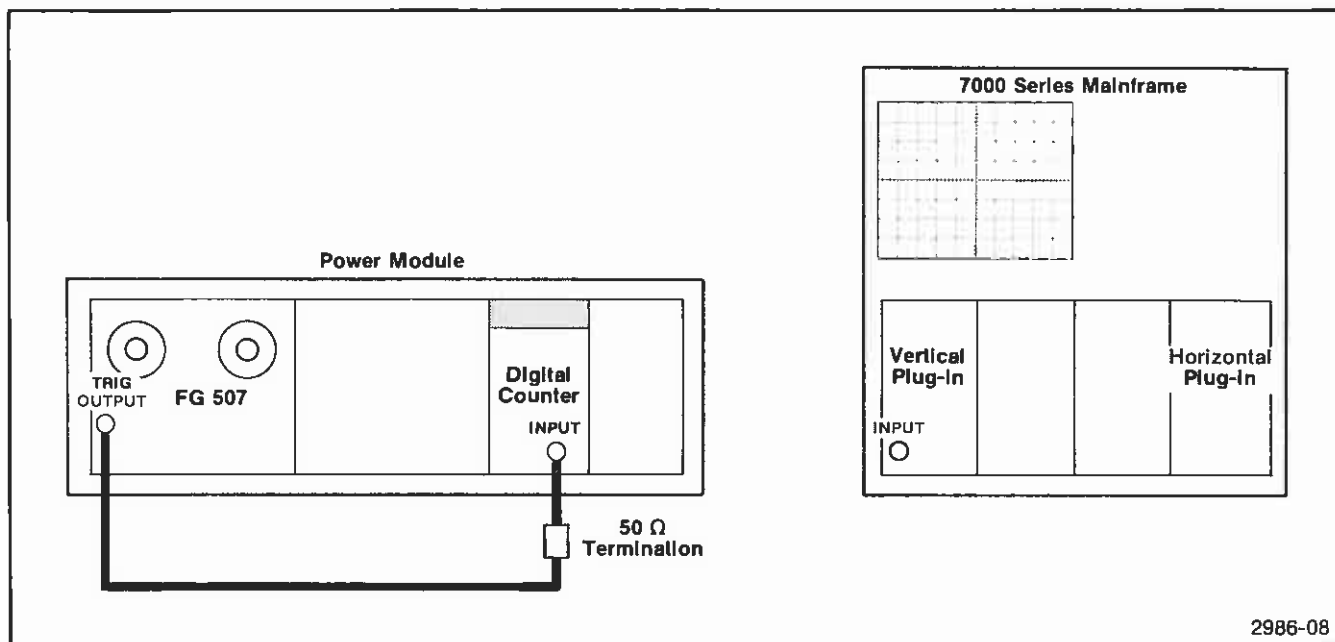 7000 Series Mainframe
Power Module
TRIG
OUTPUT
FG 507
Digital
Counter
INPUT
Vertical
Plug-in
Horizontal
Plug-in
INPUT
50 Ω
Termination
2986-08